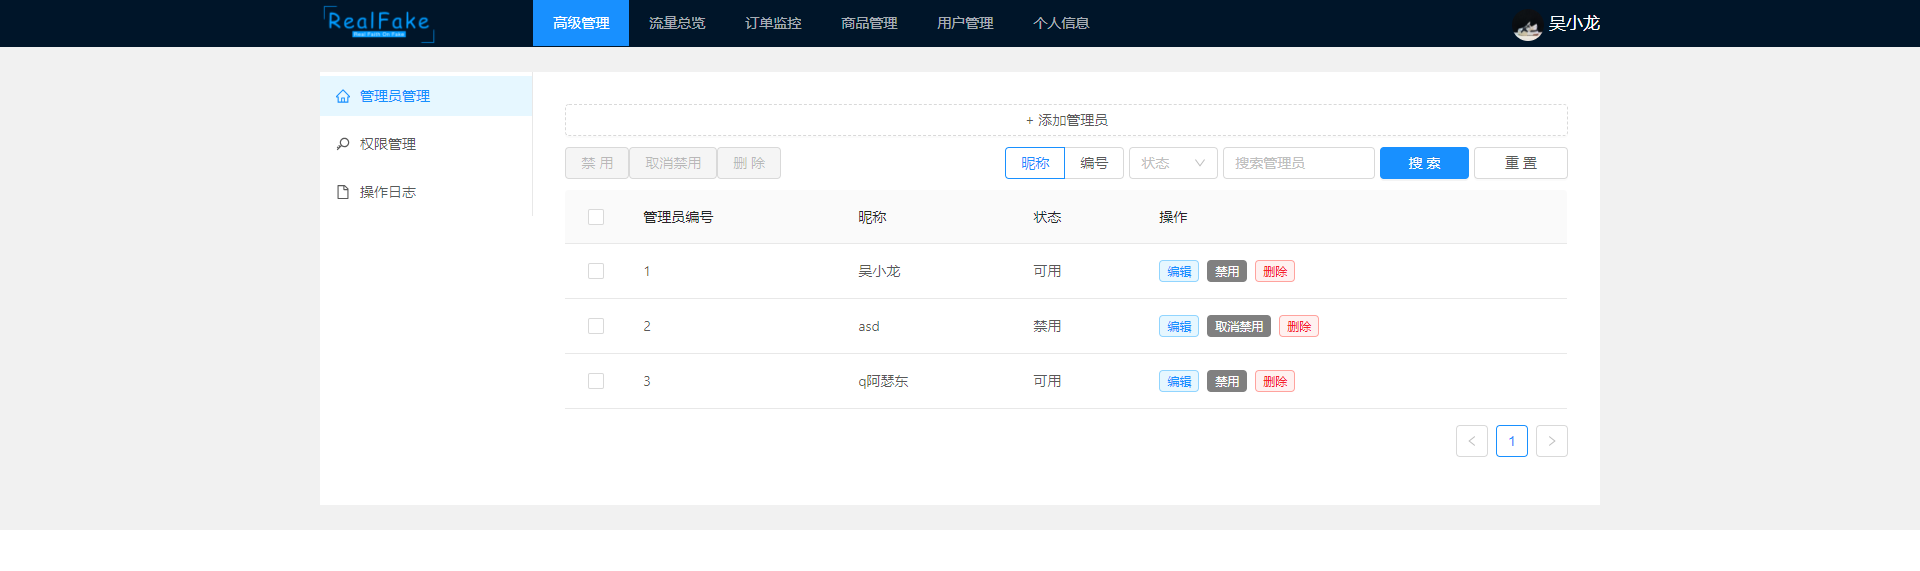 RealFake
Real Faith On Fake
高级管理 流量总览 订单监控 商品管理 用户管理 个人信息 吴小龙
管理员管理
权限管理
操作日志
+ 添加管理员
禁 用 取消禁用 删 除 昵称 编号 状态 搜索管理员 搜 索 重 置
管理员编号 昵称 状态 操作
1 吴小龙 可用 编辑 禁用 删除
2 asd 禁用 编辑 取消禁用 删除
3 q阿瑟东 可用 编辑 禁用 删除
< 1 >